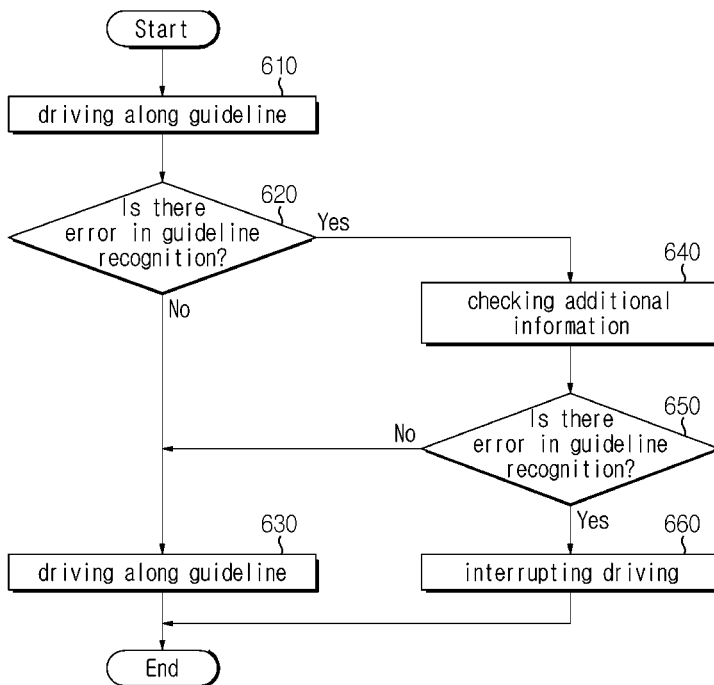 Start
610
driving along guideline
620
Is there
error in guideline
recognition?
Yes
No
640
checking additional
information
650
Is there
error in guideline
recognition?
No
Yes
630
driving along guideline
660
interrupting driving
End